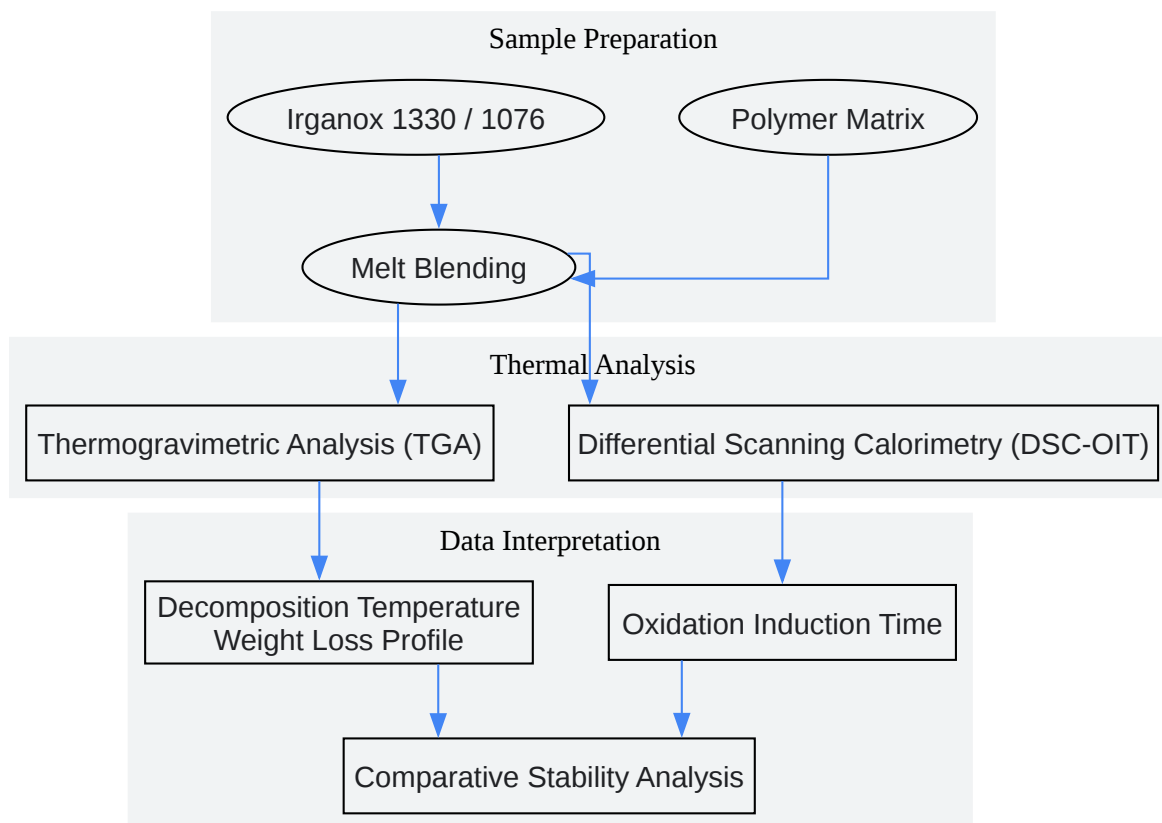 Sample Preparation
Irganox 1330 / 1076
Polymer Matrix
Melt Blending
Thermal Analysis
Thermogravimetric Analysis (TGA)
Differential Scanning Calorimetry (DSC-OIT)
Data Interpretation
Decomposition Temperature
Weight Loss Profile
Oxidation Induction Time
Comparative Stability Analysis